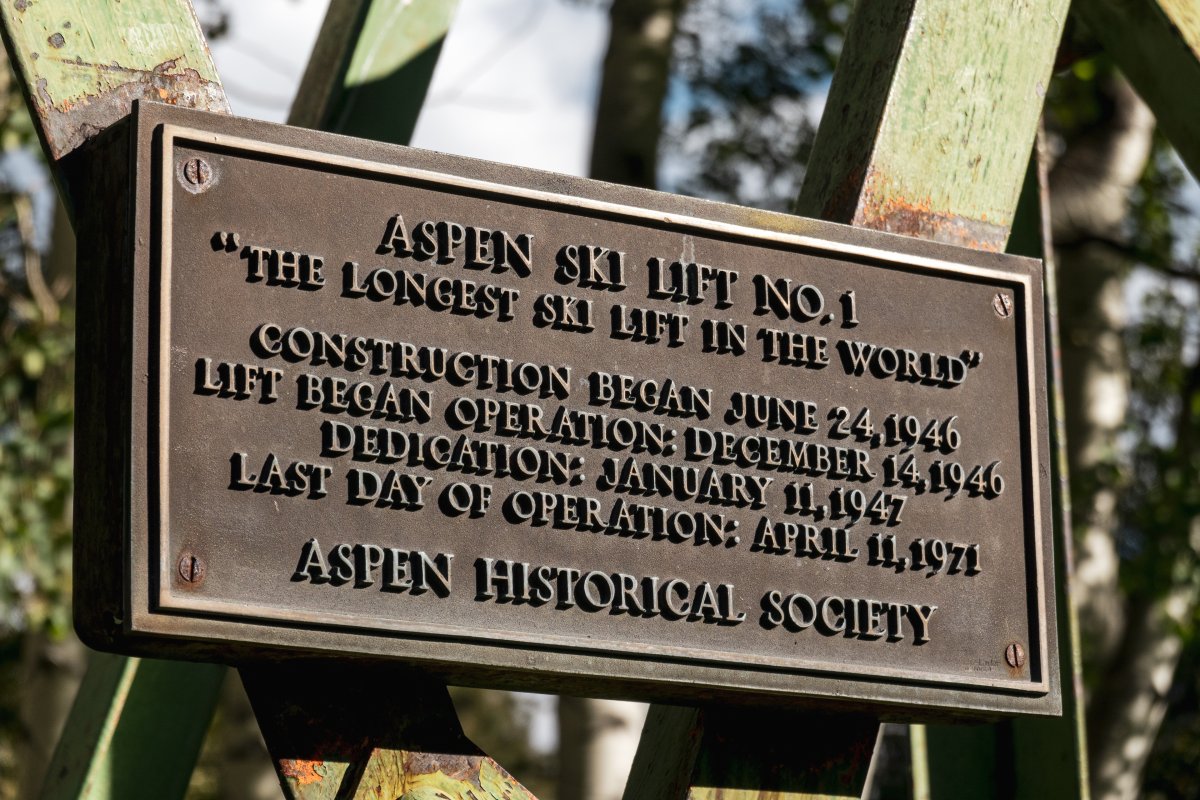 ASPEN SKI LIFT NO. 1
"THE LONGEST SKI LIFT IN THE WORLD"
CONSTRUCTION BEGAN JUNE 24, 1946
LIFT BEGAN OPERATION: DECEMBER 14, 1946
DEDICATION: JANUARY 11, 1947
LAST DAY OF OPERATION: APRIL 11, 1971
ASPEN HISTORICAL SOCIETY